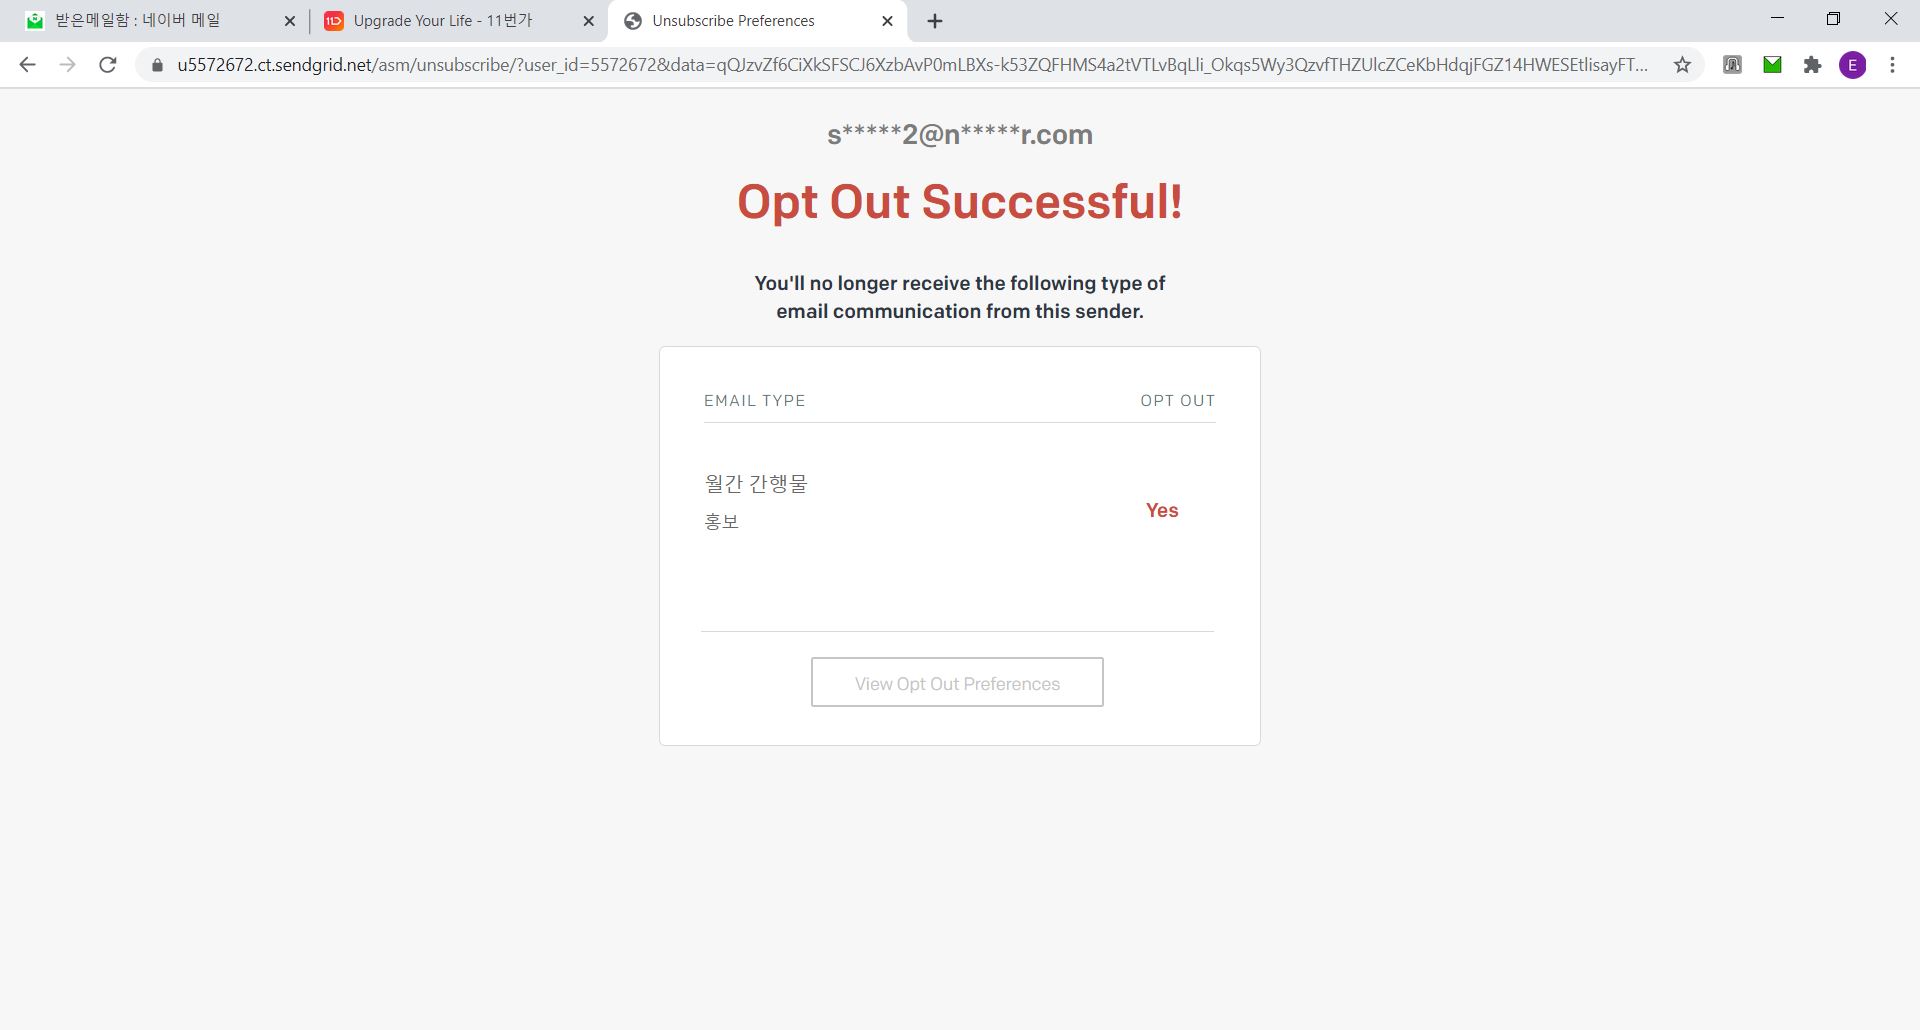 받은메일함 : 네이버 메일
Upgrade Your Life - 11번가
Unsubscribe Preferences
u5572672.ct.sendgrid.net/asm/unsubscribe/?user_id=5572672&data=qQJzvZf6CiXkSFSCJ6XzbAvP0mLBXs-k53ZQFHMS4a2tVTLvBqLli_Okqs5Wy3QzvfTHZUlcZCeKbHdqjFGZ14HWESEtlisayFT...
E
s*****2@n*****r.com
Opt Out Successful!
You'll no longer receive the following type of
email communication from this sender.
EMAIL TYPE OPT OUT
월간 간행물
Yes
홍보
View Opt Out Preferences